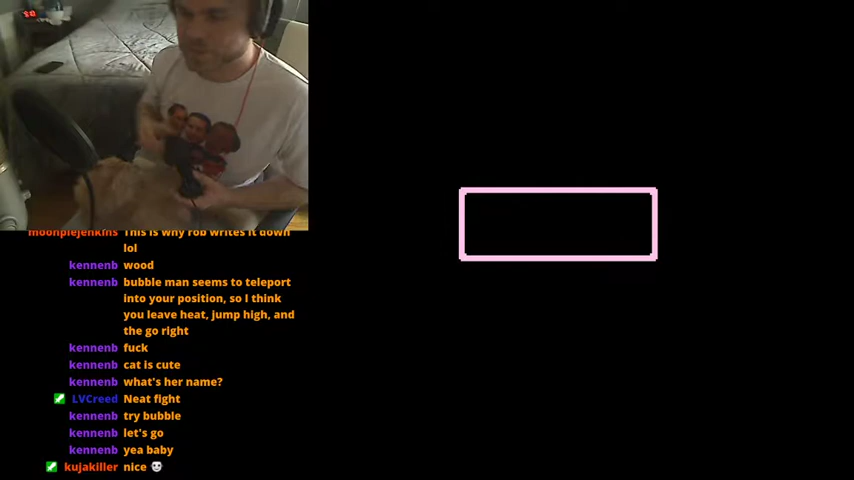 moonpiejenkins This is why rob writes it down
lol
kennenb wood
kennenb bubble man seems to teleport
into your position, so I think
you leave heat, jump high, and
the go right
kennenb fuck
kennenb cat is cute
kennenb what's her name?
LVCreed Neat fight
kennenb try bubble
kennenb let's go
kennenb yea baby
kujakiller nice 💀